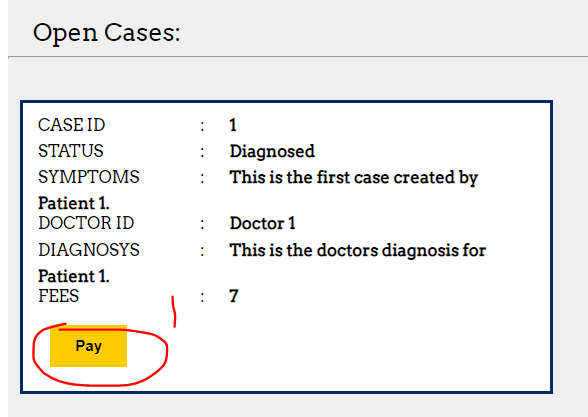 Open Cases:
CASE ID : 1
STATUS : Diagnosed
SYMPTOMS : This is the first case created by
Patient 1.
DOCTOR ID : Doctor 1
DIAGNOSYS : This is the doctors diagnosis for
Patient 1.
FEES : 7
Pay